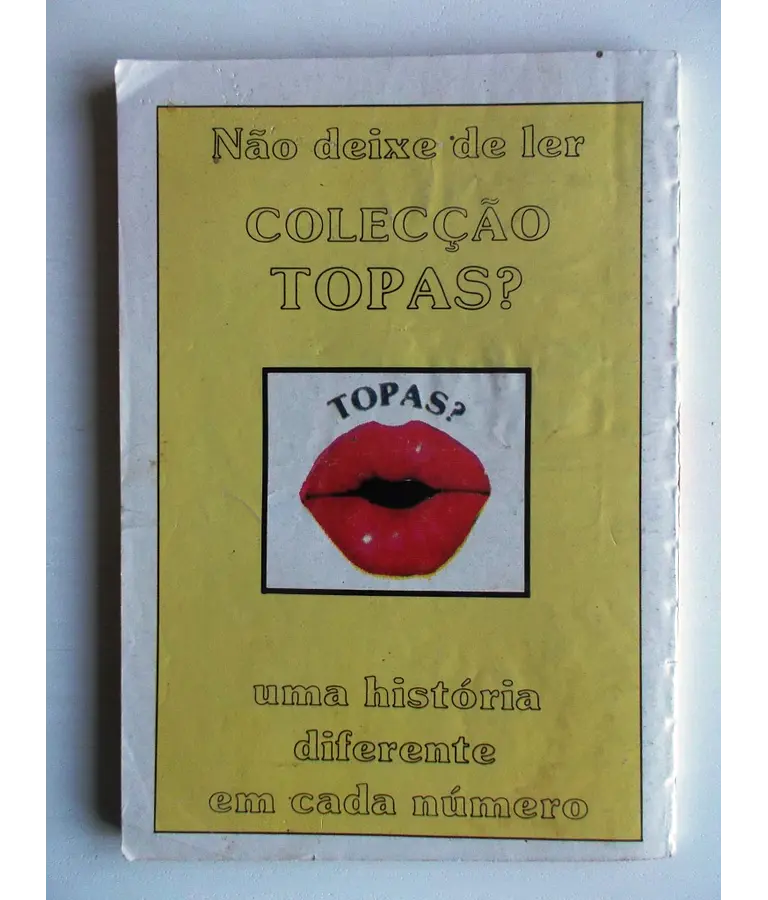 Não deixe de ler
COLECÇÃO
TOPAS?
TOPAS?
uma história
diferente
em cada número